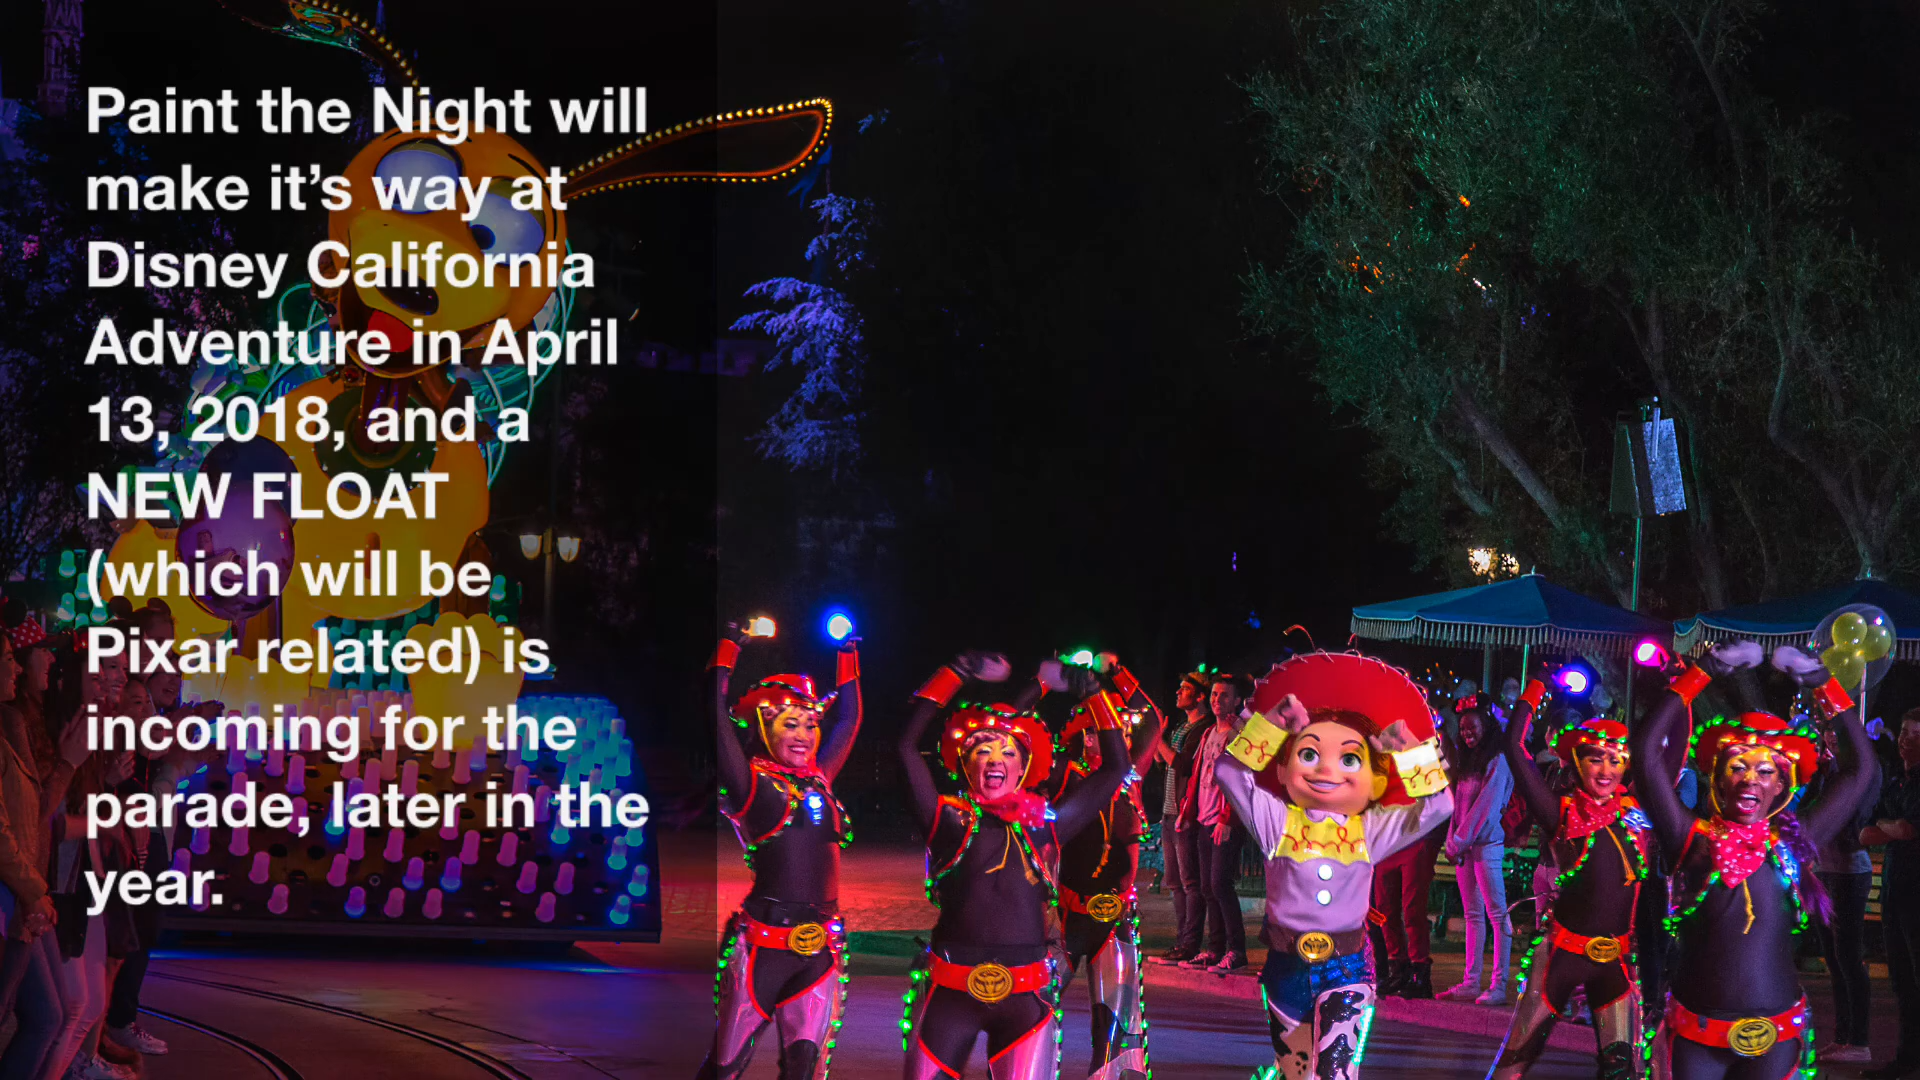 Paint the Night will
make it’s way at
Disney California
Adventure in April
13, 2018, and a
NEW FLOAT
(which will be
Pixar related) is
incoming for the
parade, later in the
year.